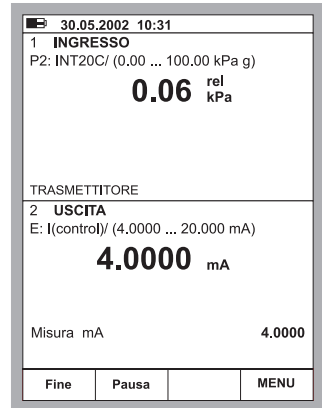 30.05.2002 10:31
1 INGRESSO
P2: INT20C/ (0.00 ... 100.00 kPa g)
0.06 rel kPa
TRASMETTITORE
2 USCITA
E: I(control)/ (4.0000 ... 20.000 mA)
4.0000 mA
Misura mA 4.0000
Fine Pausa MENU